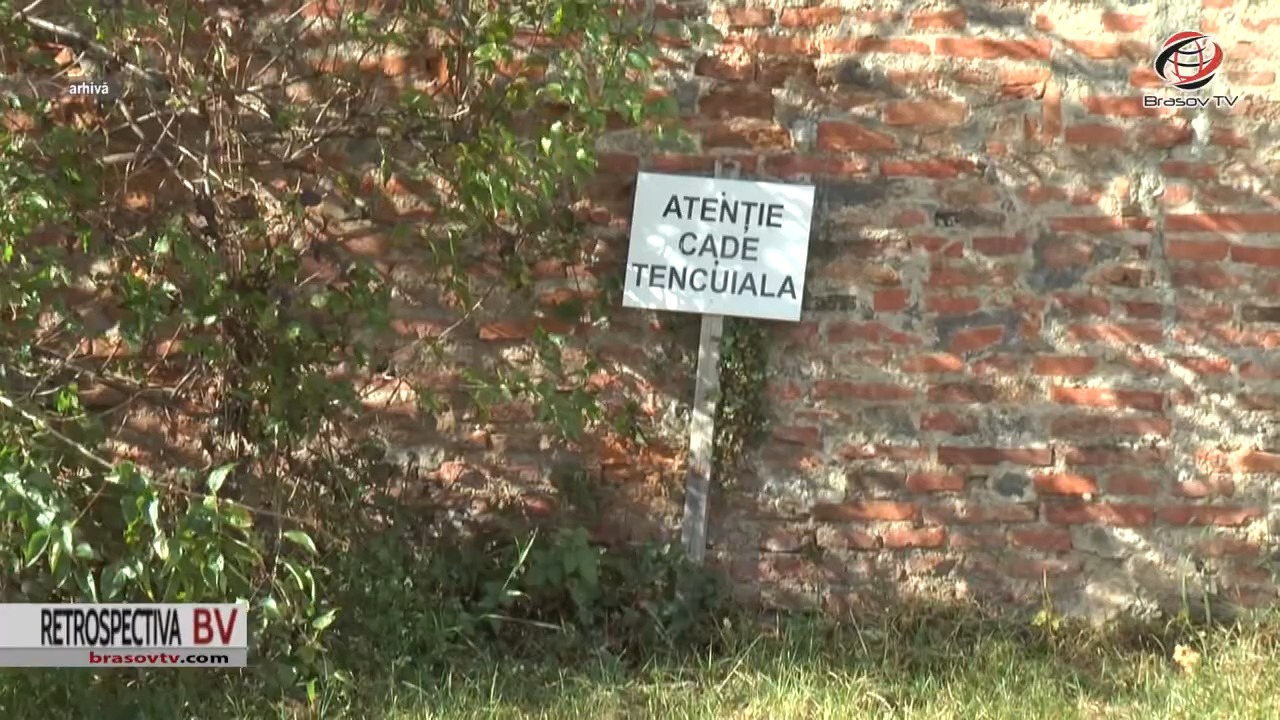 arhivă
Brasov TV
ATENȚIE
CADE
TENCUIALA
RETROSPECTIVA BV
brasovtv.com